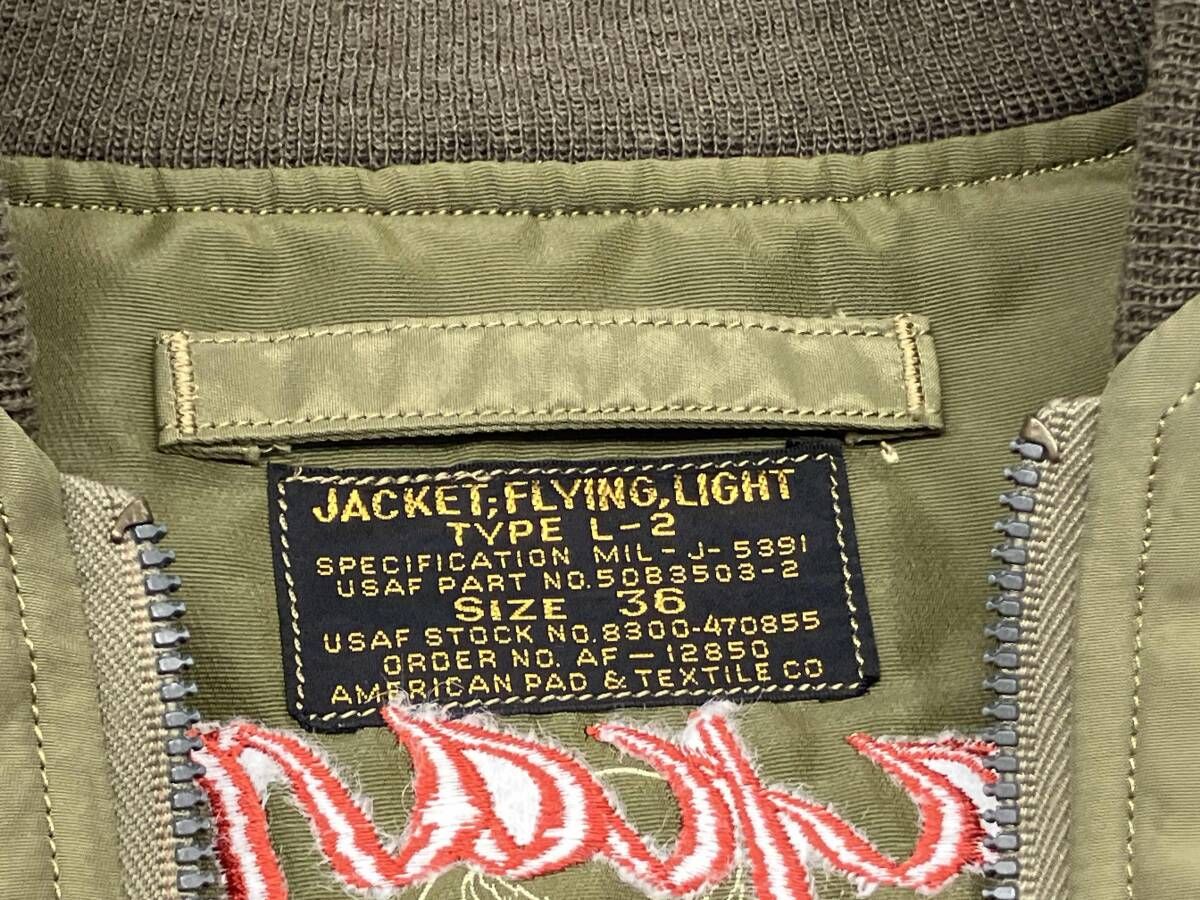 JACKET; FLYING, LIGHT
TYPE L-2
SPECIFICATION MIL-J-5391
USAF PART NO. 50B3503-2
SIZE 36
USAF STOCK NO. 8300-470855
ORDER NO. AF-12850
AMERICAN PAD & TEXTILE CO